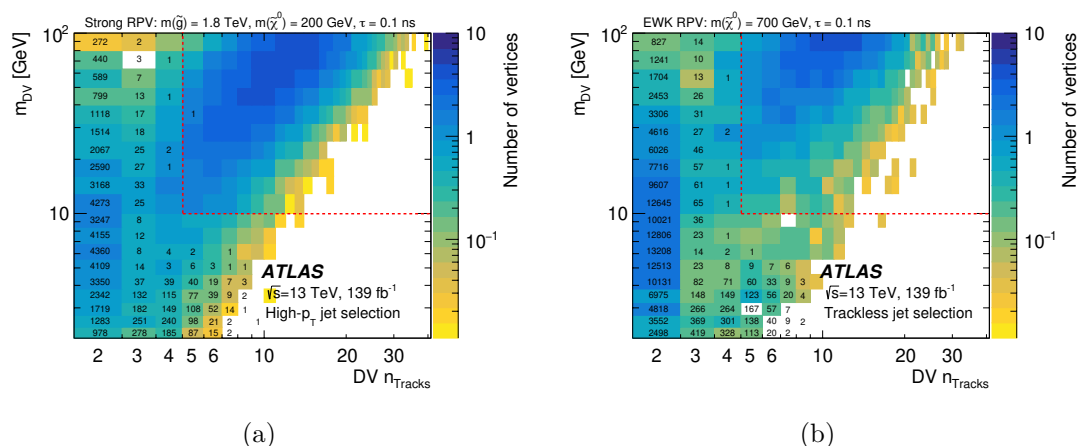 Strong RPV: m(g̃) = 1.8 TeV, m(χ̃⁰) = 200 GeV, τ = 0.1 ns
m_DV [GeV]
10²
10
272 2
440 3 1
589 7
799 13 1
1118 17 1
1514 18
2067 25 2
2590 27 1
3168 33
4273 25
3247 8
4155 12
4360 8 4 2 1
4109 14 3 6 3 1 1
3350 37 39 40 19 7 3
2342 132 115 77 39 9 2
1719 182 149 108 52 14 1
1283 251 240 98 21 2 1
978 278 185 87 15 2
ATLAS
√s=13 TeV, 139 fb⁻¹
High-p_T jet selection
2 3 4 5 6 7 8 10 20 30
DV n_Tracks
Number of vertices
10
1
10⁻¹
(a)
EWK RPV: m(χ̃⁰) = 700 GeV, τ = 0.1 ns
m_DV [GeV]
10²
10
827 14
1241 10
1704 13 1
2453 26
3306 31
4616 27 2
6026 46
7716 57 1
9607 61 1
12645 65 1
10021 36
12806 23 1
13208 14 2 1
12513 23 8 9 7 6
10131 82 71 60 33 9 3
6975 148 149 123 56 20 4
4818 266 264 167 57 7
3552 369 301 138 40 9 2
2498 419 328 113 20 2
ATLAS
√s=13 TeV, 139 fb⁻¹
Trackless jet selection
2 3 4 5 6 7 8 10 20 30
DV n_Tracks
Number of vertices
10
1
10⁻¹
(b)